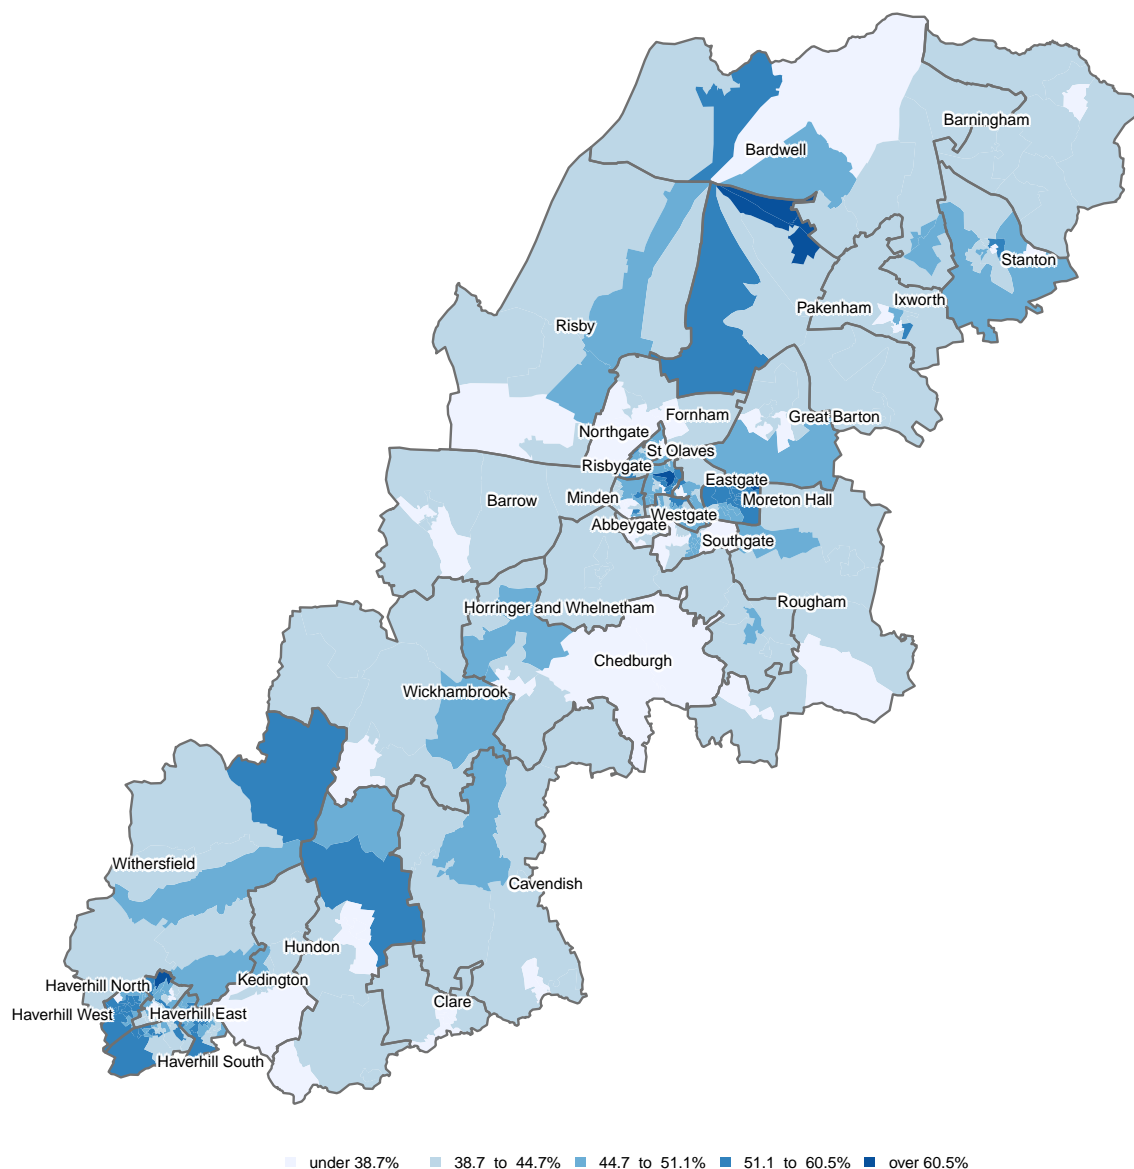 Barningham
Bardwell
Stanton
Ixworth
Pakenham
Risby
Fornham
Great Barton
Northgate
St Olaves
Risbygate
Eastgate
Moreton Hall
Minden
Barrow
Westgate
Abbeygate
Southgate
Rougham
Horringer and Whelnetham
Chedburgh
Wickhambrook
Withersfield
Cavendish
Hundon
Kedington
Haverhill North
Clare
Haverhill West
Haverhill East
Haverhill South
under 38.7% 38.7 to 44.7% 44.7 to 51.1% 51.1 to 60.5% over 60.5%